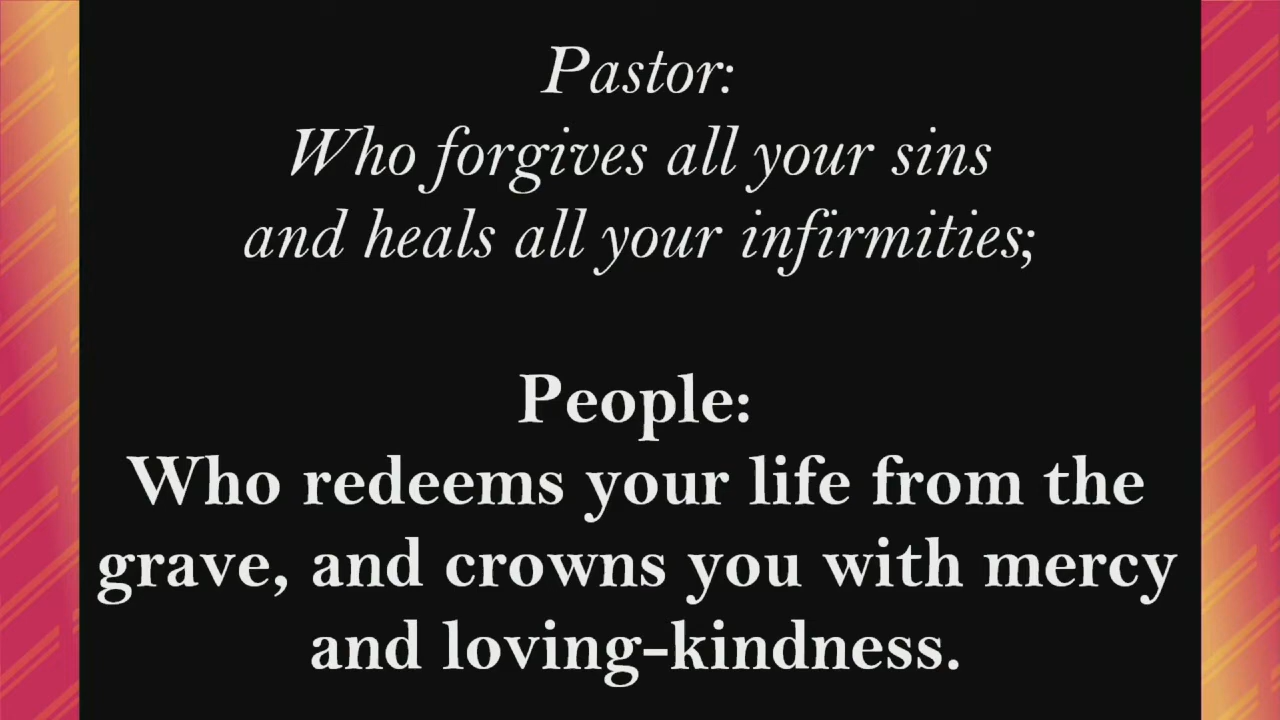 Pastor:
Who forgives all your sins
and heals all your infirmities;
People:
Who redeems your life from the
grave, and crowns you with mercy
and loving-kindness.